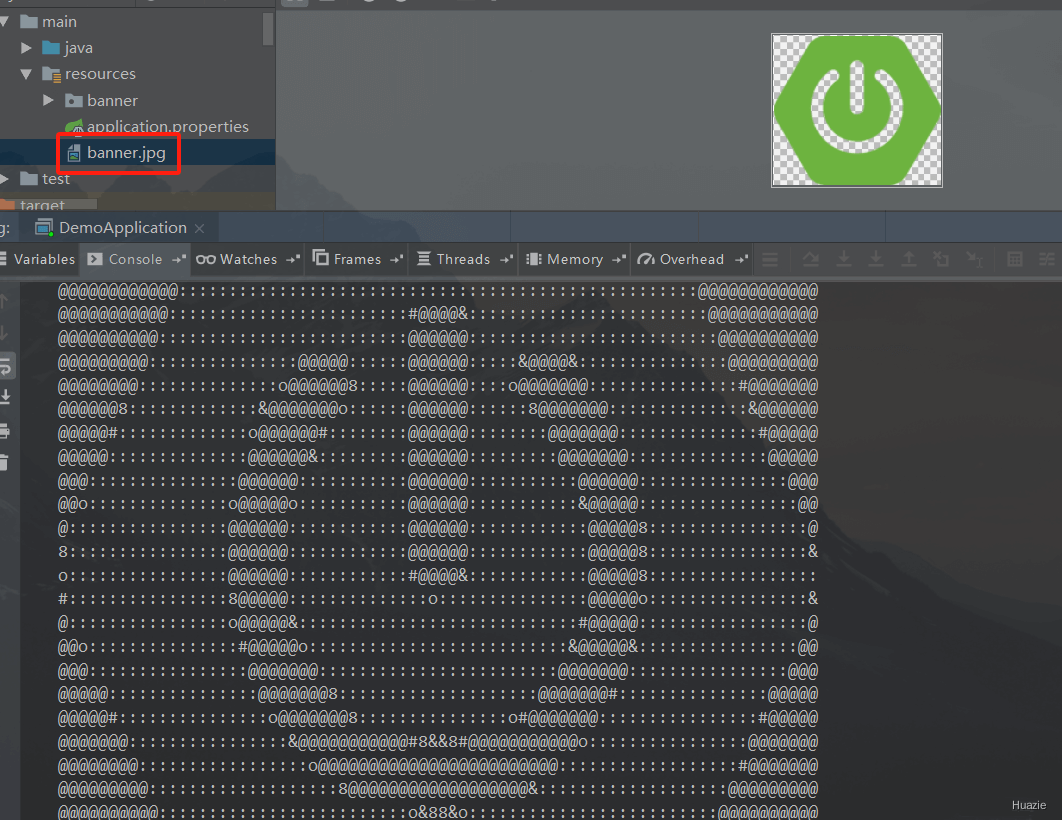 main
java
resources
banner
application.properties
banner.jpg
test
target
g:
DemoApplication
Variables Console Watches Frames Threads Memory Overhead
@@@@@@@@@@@@::::::::::::::::::::::::::::::::::::::::::::::::::::@@@@@@@@@@@@
@@@@@@@@@@@::::::::::::::::::::::::#@@@@&::::::::::::::::::::::::@@@@@@@@@@@
@@@@@@@@@@:::::::::::::::::::::::::@@@@@@:::::::::::::::::::::::::@@@@@@@@@@
@@@@@@@@@:::::::::::::::@@@@@::::::@@@@@@:::::&@@@@&:::::::::::::::@@@@@@@@@
@@@@@@@@::::::::::::::o@@@@@@8:::::@@@@@@::::o@@@@@@@:::::::::::::::#@@@@@@@
@@@@@@8:::::::::::::&@@@@@@@o::::::@@@@@@::::::8@@@@@@@::::::::::::::&@@@@@@
@@@@@#:::::::::::::o@@@@@@#::::::::@@@@@@::::::::@@@@@@@::::::::::::::#@@@@@
@@@@@::::::::::::::@@@@@@&:::::::::@@@@@@:::::::::@@@@@@@::::::::::::::@@@@@
@@@:::::::::::::::@@@@@@:::::::::::@@@@@@:::::::::::@@@@@@:::::::::::::::@@@
@@o::::::::::::::o@@@@@o:::::::::::@@@@@@:::::::::::&@@@@@::::::::::::::::@@
@::::::::::::::::@@@@@@::::::::::::@@@@@@::::::::::::@@@@@8::::::::::::::::@
8::::::::::::::::@@@@@@::::::::::::@@@@@@::::::::::::@@@@@8::::::::::::::::&
o::::::::::::::::@@@@@@::::::::::::#@@@@&::::::::::::@@@@@8:::::::::::::::::
#::::::::::::::::8@@@@@::::::::::::::o:::::::::::::::@@@@@o::::::::::::::::&
@::::::::::::::::o@@@@@&::::::::::::::::::::::::::::#@@@@@:::::::::::::::::@
@@o:::::::::::::::#@@@@@o::::::::::::::::::::::::::&@@@@@&::::::::::::::::@@
@@@::::::::::::::::@@@@@@@::::::::::::::::::::::::@@@@@@@::::::::::::::::@@@
@@@@@:::::::::::::::@@@@@@@8::::::::::::::::::::@@@@@@@#:::::::::::::::@@@@@
@@@@@#:::::::::::::::o@@@@@@@8:::::::::::::::o#@@@@@@@::::::::::::::::#@@@@@
@@@@@@@::::::::::::::::&@@@@@@@@@@@#8&&8#@@@@@@@@@@@o::::::::::::::::@@@@@@@
@@@@@@@@:::::::::::::::::o@@@@@@@@@@@@@@@@@@@@@@@@::::::::::::::::::#@@@@@@@
@@@@@@@@@:::::::::::::::::::8@@@@@@@@@@@@@@@@@@&:::::::::::::::::::@@@@@@@@@
@@@@@@@@@@:::::::::::::::::::::::::o&88&o:::::::::::::::::::::::::@@@@@@@@@@
Huazie